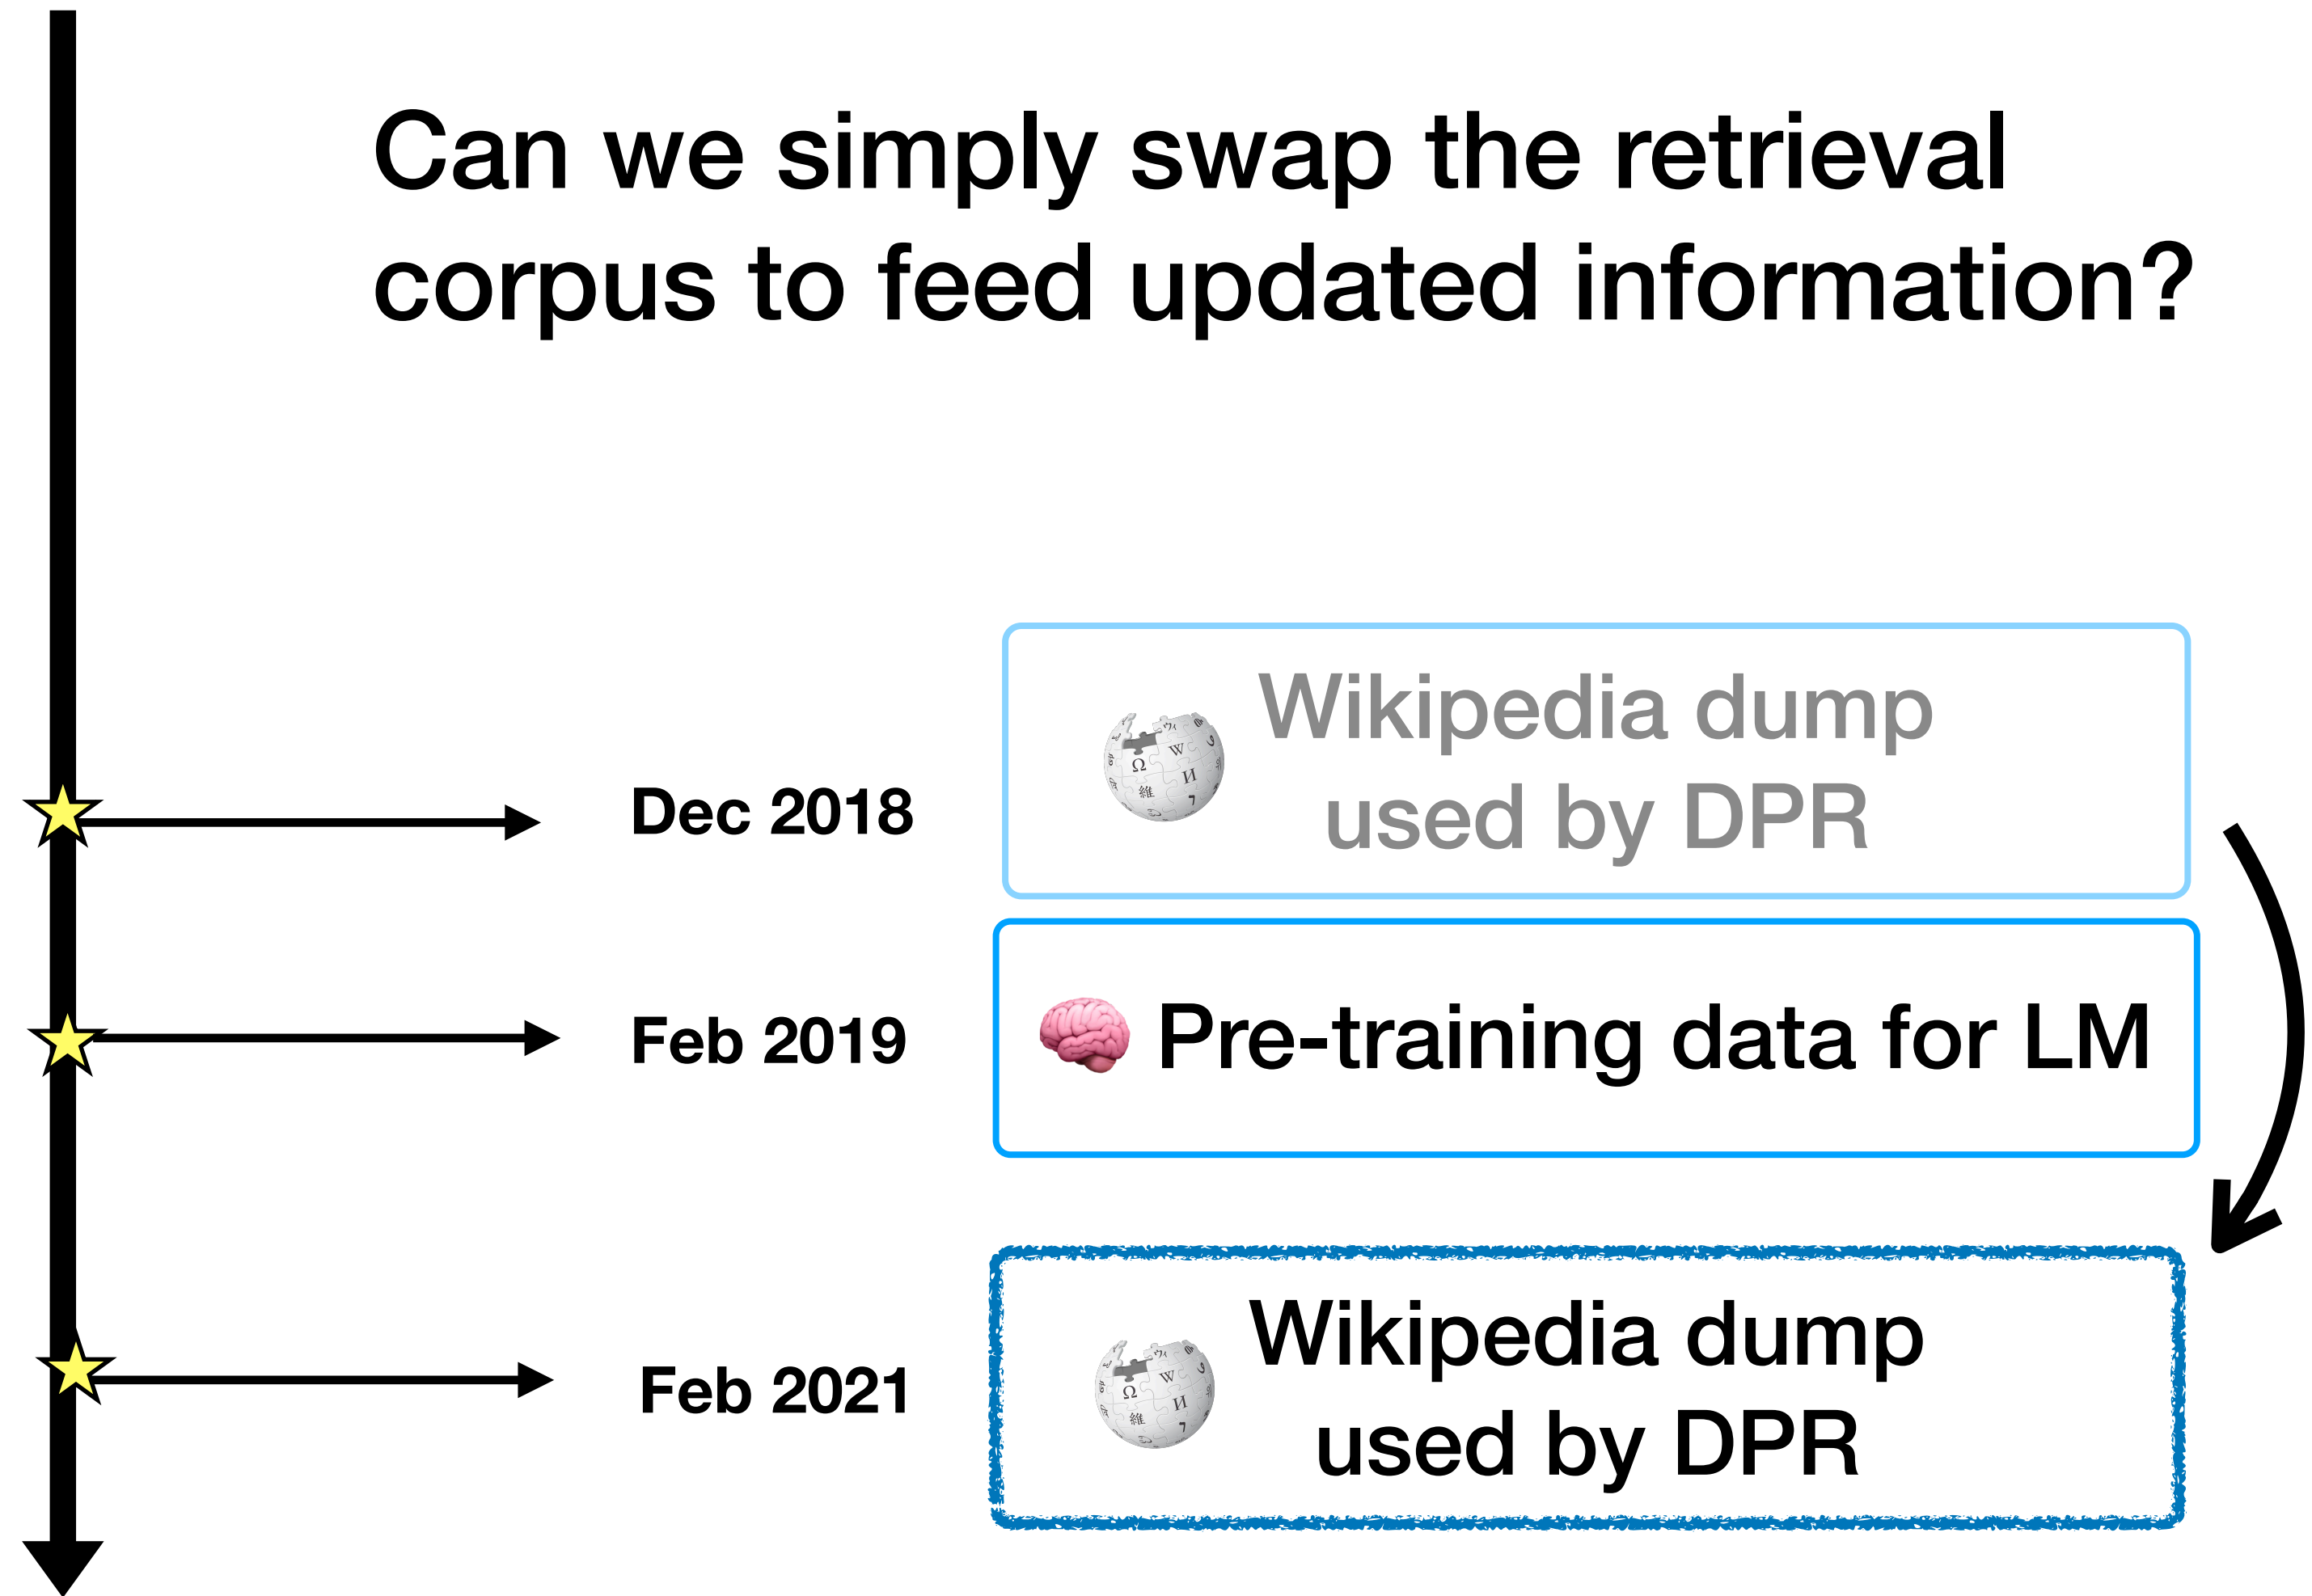 Can we simply swap the retrieval
corpus to feed updated information?
Dec 2018
Wikipedia dump
used by DPR
Feb 2019
Pre-training data for LM
Feb 2021
Wikipedia dump
used by DPR